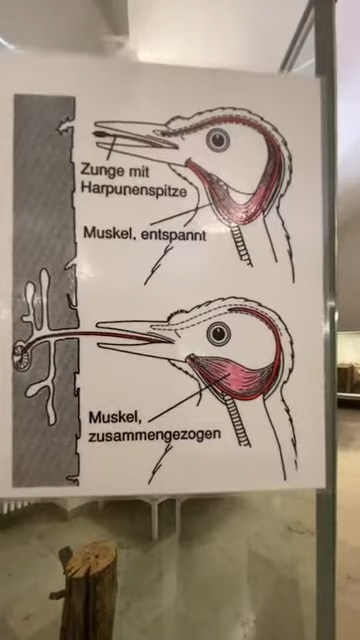 Zunge mit
Harpunenspitze
Muskel, entspannt
Muskel,
zusammengezogen